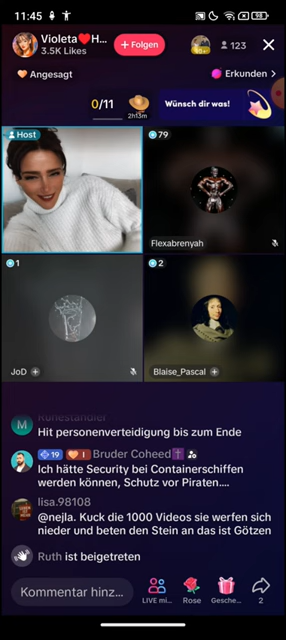 11:45
98
Violeta❤️H...
3.5K Likes
+ Folgen
123
Angesagt
Erkunden >
0/11
2h13m
Wünsch dir was!
Host
79
Flexabrenyah
1
2
JoD
Blaise_Pascal
M
Runeständler
Hit personenverteidigung bis zum Ende
19
1
Bruder Coheed✝️
Ich hätte Security bei Containerschiffen
werden können, Schutz vor Piraten....
lisa.98108
@nejla. Kuck die 1000 Videos sie werfen sich
nieder und beten den Stein an das ist Götzen
Ruth ist beigetreten
Kommentar hinz...
LIVE mi...
Rose
Gesche...
2